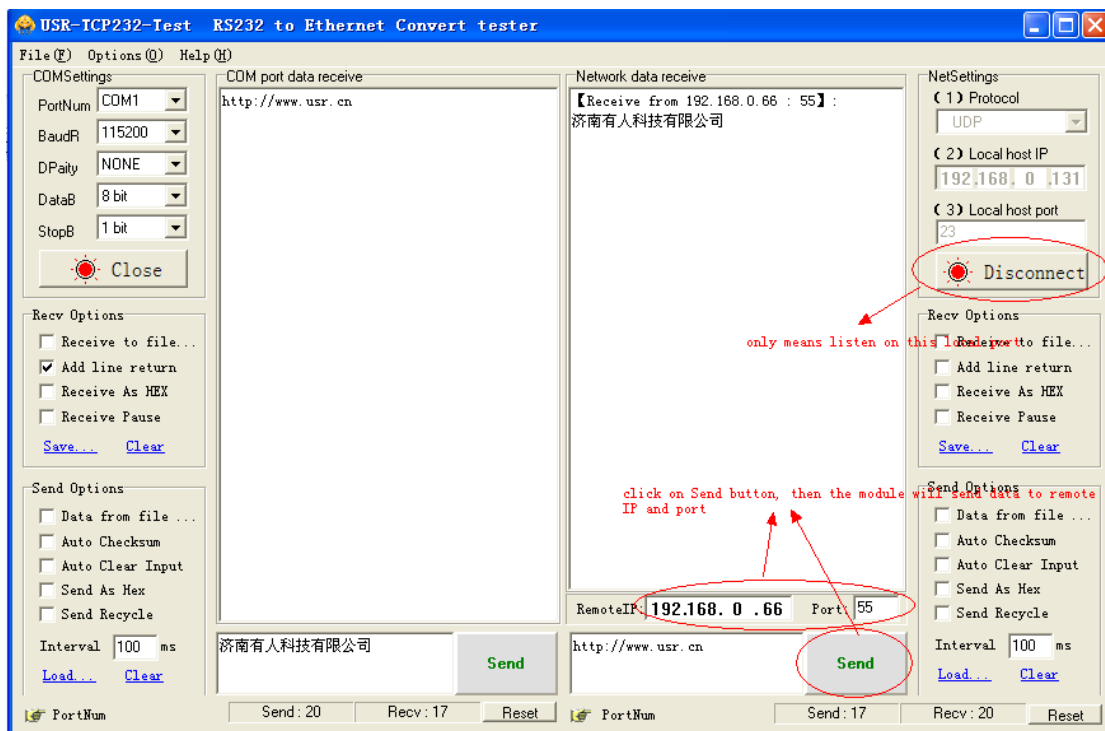 USR-TCP232-Test RS232 to Ethernet Convert tester
File(F) Options(O) Help(H)
COMSettings
PortNum COM1
BaudR 115200
DPaity NONE
DataB 8 bit
StopB 1 bit
Close
Recv Options
Receive to file...
Add line return
Receive As HEX
Receive Pause
Save... Clear
Send Options
Data from file ...
Auto Checksum
Auto Clear Input
Send As Hex
Send Recycle
Interval 100 ms
Load... Clear
PortNum
COM port data receive
http://www.usr.cn
济南有人科技有限公司
Send
Send : 20 Recv : 17 Reset
Network data receive
【Receive from 192.168.0.66 : 55】:
济南有人科技有限公司
only means listen on this local port
click on Send button, then the module will send data to remote
IP and port
RemoteIP: 192.168. 0 .66 Port: 55
http://www.usr.cn
Send
PortNum
Send : 17 Recv : 20 Reset
NetSettings
( 1 ) Protocol
UDP
( 2 ) Local host IP
192.168. 0 .131
( 3 ) Local host port
23
Disconnect
Recv Options
Receive to file...
Add line return
Receive As HEX
Receive Pause
Save... Clear
Send Options
Data from file ...
Auto Checksum
Auto Clear Input
Send As Hex
Send Recycle
Interval 100 ms
Load... Clear